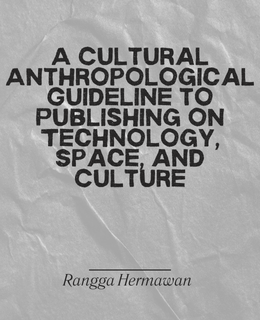 A CULTURAL
ANTHROPOLOGICAL
GUIDELINE TO
PUBLISHING ON
TECHNOLOGY,
SPACE, AND
CULTURE
Rangga Hermawan